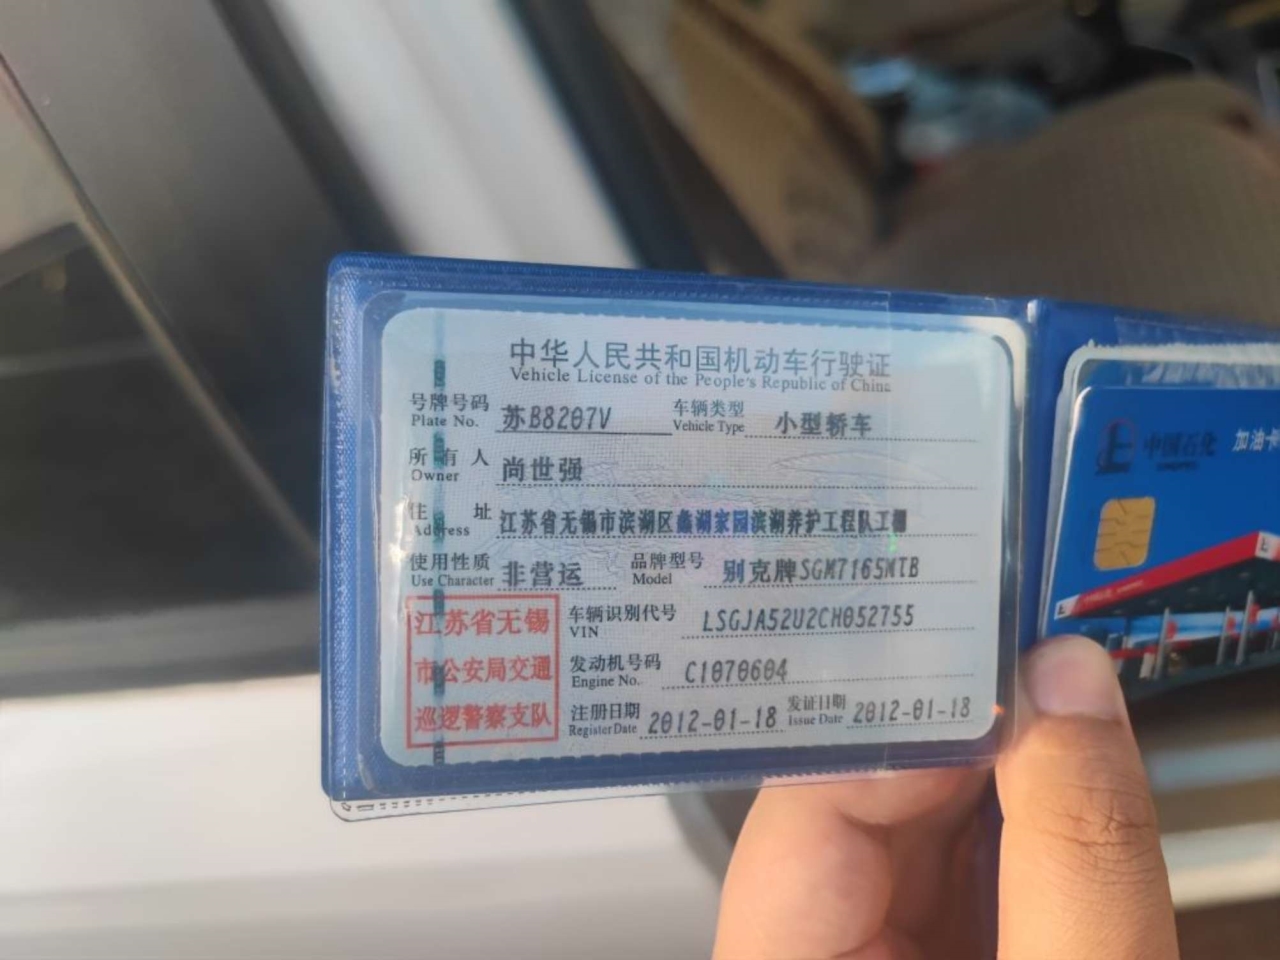 中华人民共和国机动车行驶证
Vehicle License of the People's Republic of China
号牌号码 苏B8207V 车辆类型 小型轿车
Plate No. Vehicle Type
所有人 尚世强
Owner
住址 江苏省无锡市滨湖区蠡湖家园滨湖养护工程队工棚
Address
使用性质 非营运 品牌型号 别克牌SGM7165MTB
Use Character Model
江苏省无锡
市公安局交通
巡逻警察支队
车辆识别代号 LSGJA52U2CH052755
VIN
发动机号码 C1070604
Engine No.
注册日期 2012-01-18 发证日期 2012-01-18
Register Date Issue Date
中国石化 加油卡
SINOPEC